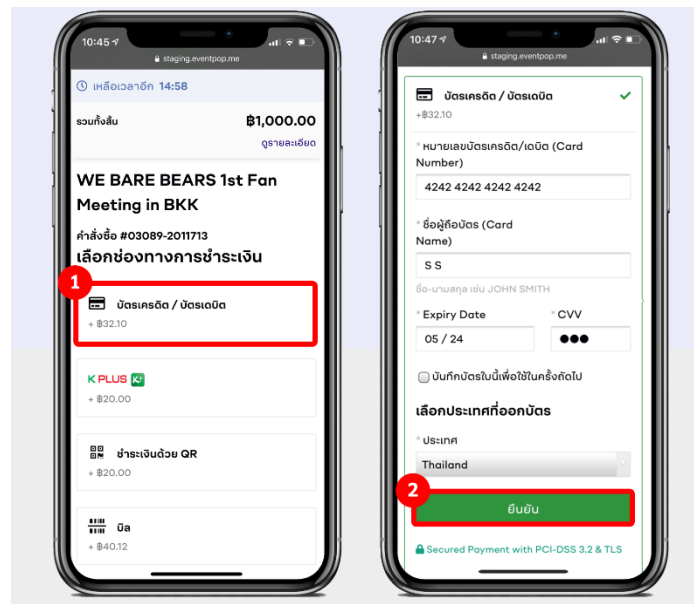 10:45
staging.eventpop.me
เหลือเวลาอีก 14:58
รวมทั้งสิ้น ฿1,000.00
ดูรายละเอียด
WE BARE BEARS 1st Fan
Meeting in BKK
คำสั่งซื้อ #03089-2011713
เลือกช่องทางการชำระเงิน
1
บัตรเครดิต / บัตรเดบิต
+ ฿32.10
K PLUS K+
+ ฿20.00
ชำระเงินด้วย QR
+ ฿20.00
บิล
+ ฿40.12
10:47
staging.eventpop.me
บัตรเครดิต / บัตรเดบิต
+฿32.10
* หมายเลขบัตรเครดิต/เดบิต (Card
Number)
4242 4242 4242 4242
* ชื่อผู้ถือบัตร (Card
Name)
S S
ชื่อ-นามสกุล เช่น JOHN SMITH
* Expiry Date * CVV
05 / 24 ●●●
บันทึกบัตรใบนี้เพื่อใช้ในครั้งถัดไป
เลือกประเทศที่ออกบัตร
* ประเทศ
Thailand
2
ยืนยัน
Secured Payment with PCI-DSS 3.2 & TLS